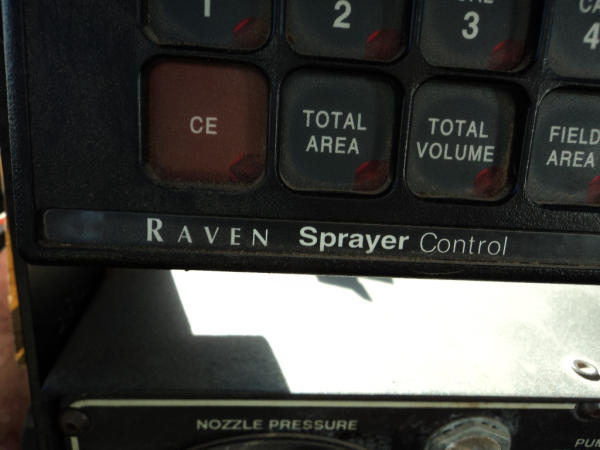 1 2 3 4
CE TOTAL AREA TOTAL VOLUME FIELD AREA
RAVEN Sprayer Control
NOZZLE PRESSURE